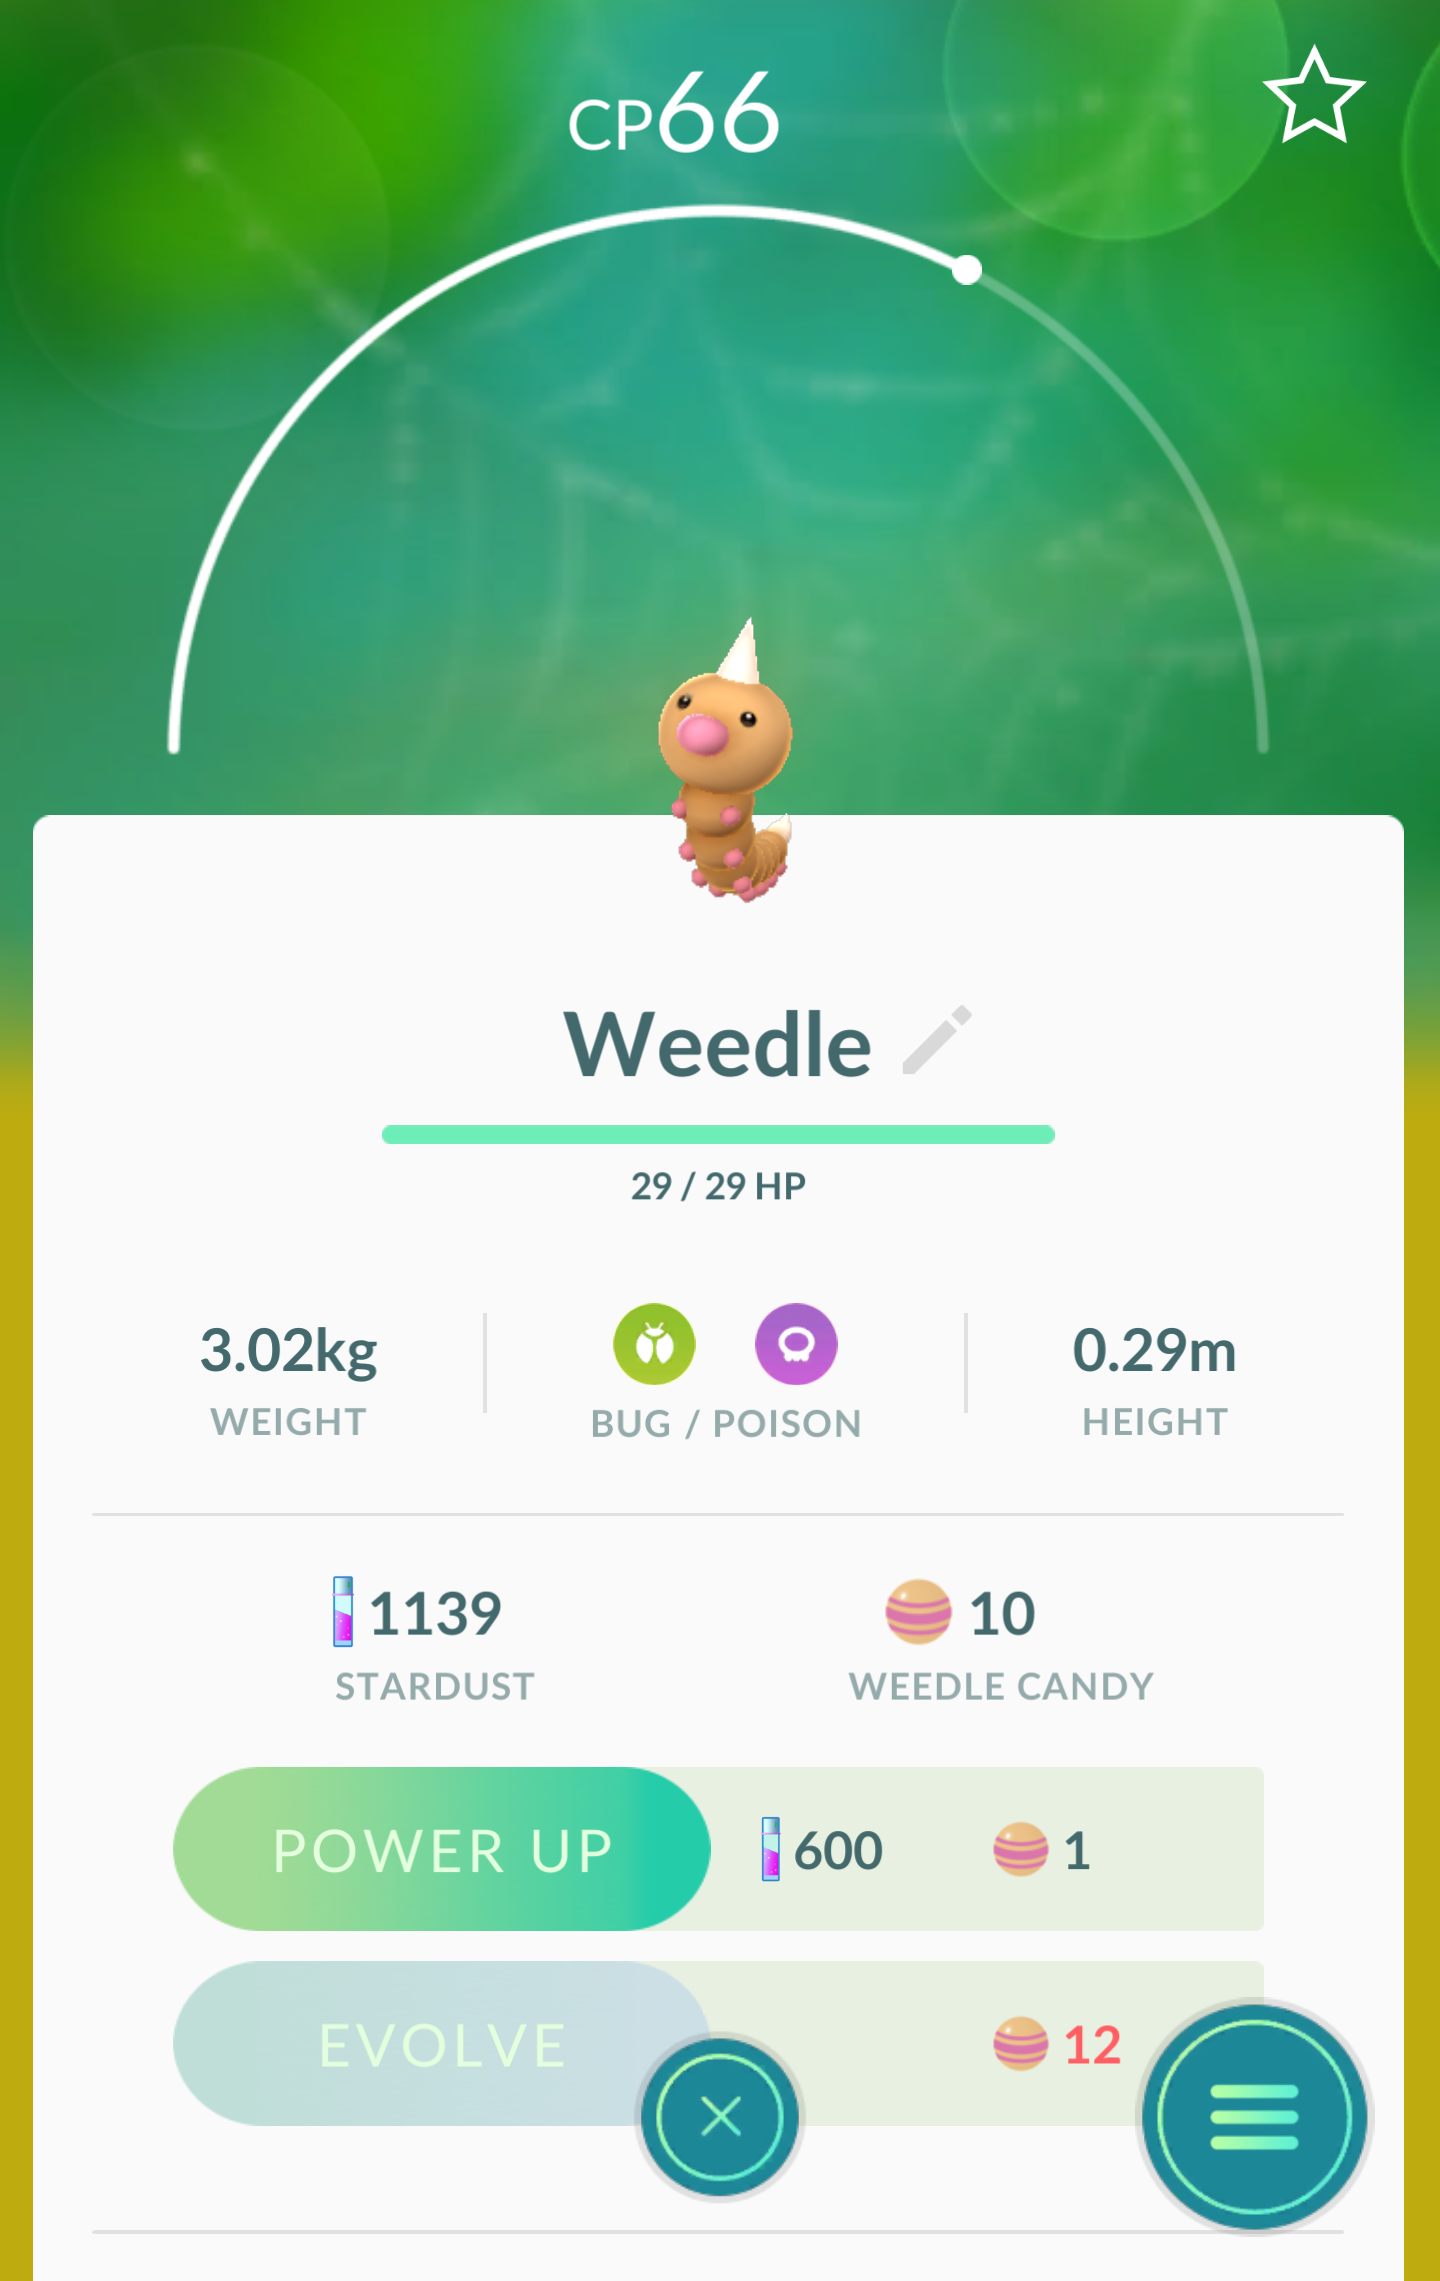 CP66
Weedle
29 / 29 HP
3.02kg
WEIGHT
BUG / POISON
0.29m
HEIGHT
1139
STARDUST
10
WEEDLE CANDY
POWER UP 600 1
EVOLVE 12